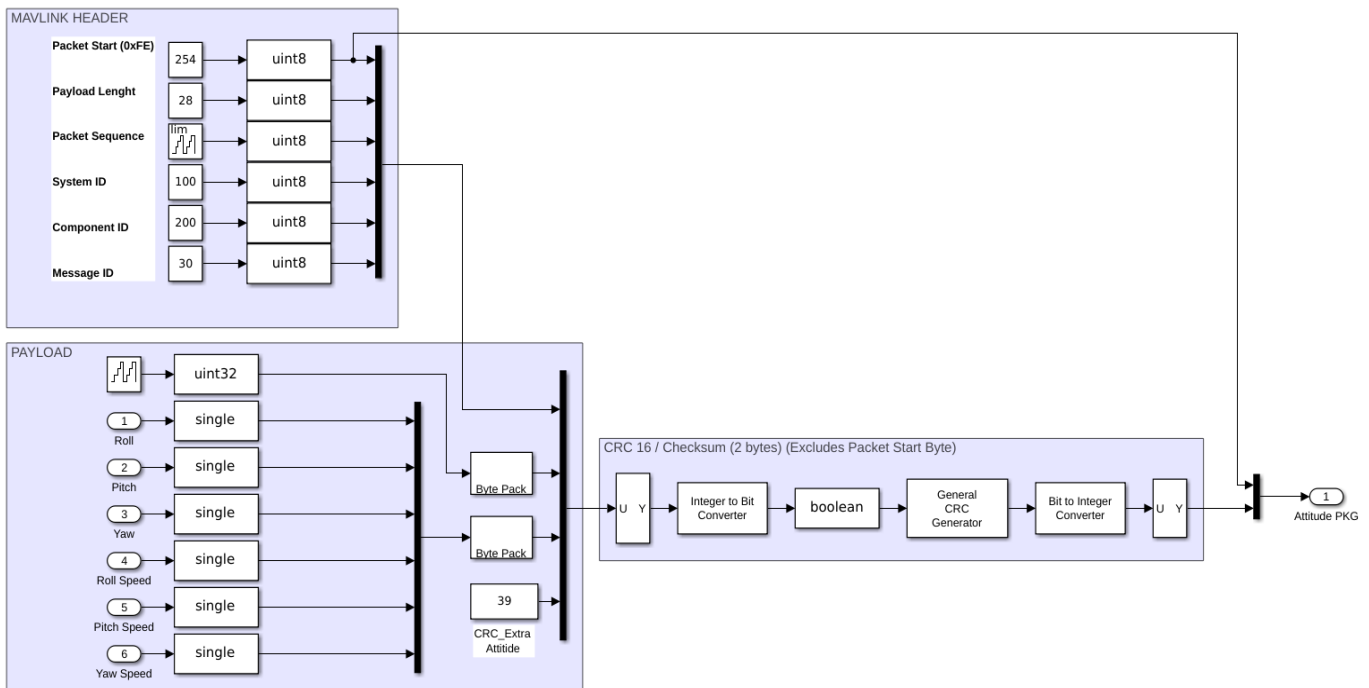 MAVLINK HEADER
Packet Start (0xFE)
254
uint8
Payload Lenght
28
uint8
Packet Sequence
lim
uint8
System ID
100
uint8
Component ID
200
uint8
Message ID
30
uint8
PAYLOAD
uint32
1
single
Roll
2
single
Pitch
3
single
Yaw
4
single
Roll Speed
5
single
Pitch Speed
6
single
Yaw Speed
Byte Pack
Byte Pack
39
CRC_Extra
Attitide
CRC 16 / Checksum (2 bytes) (Excludes Packet Start Byte)
U Y
Integer to Bit
Converter
boolean
General
CRC
Generator
Bit to Integer
Converter
U Y
1
Attitude PKG